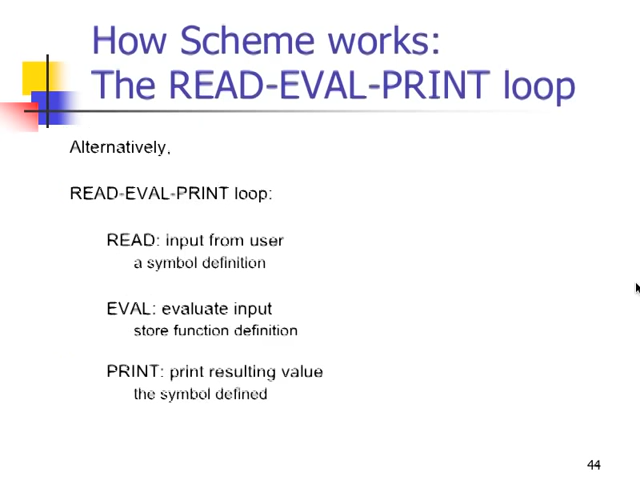 How Scheme works:
The READ-EVAL-PRINT loop
Alternatively,
READ-EVAL-PRINT loop:
READ: input from user
a symbol definition
EVAL: evaluate input
store function definition
PRINT: print resulting value
the symbol defined
44